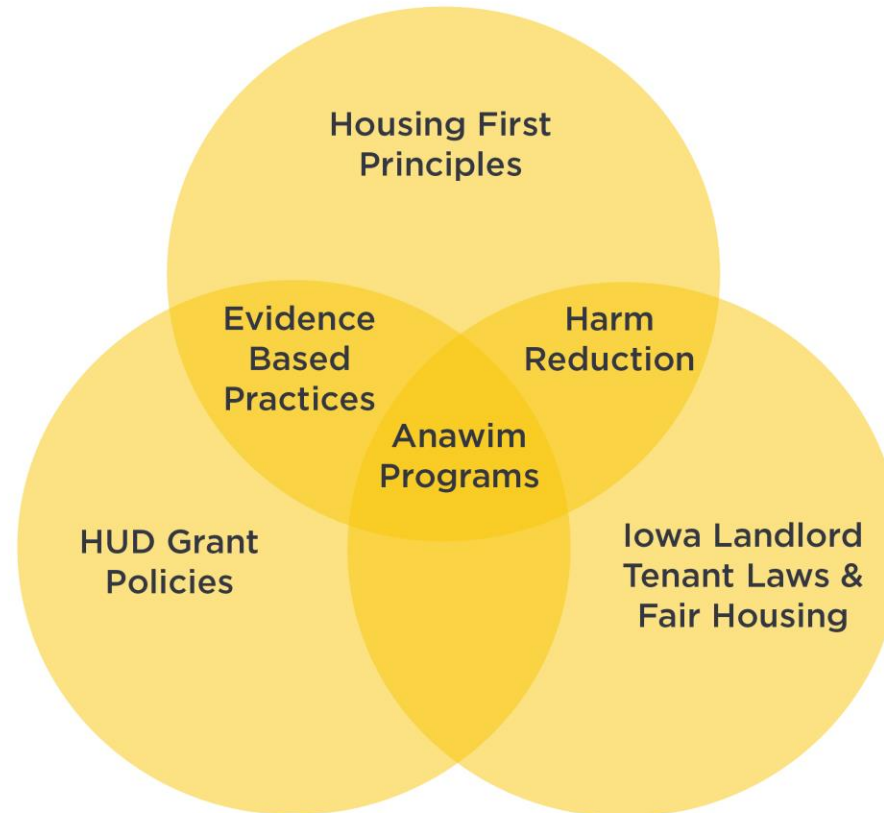 Housing First
Principles
Evidence
Based
Practices
Harm
Reduction
Anawim
Programs
HUD Grant
Policies
Iowa Landlord
Tenant Laws &
Fair Housing